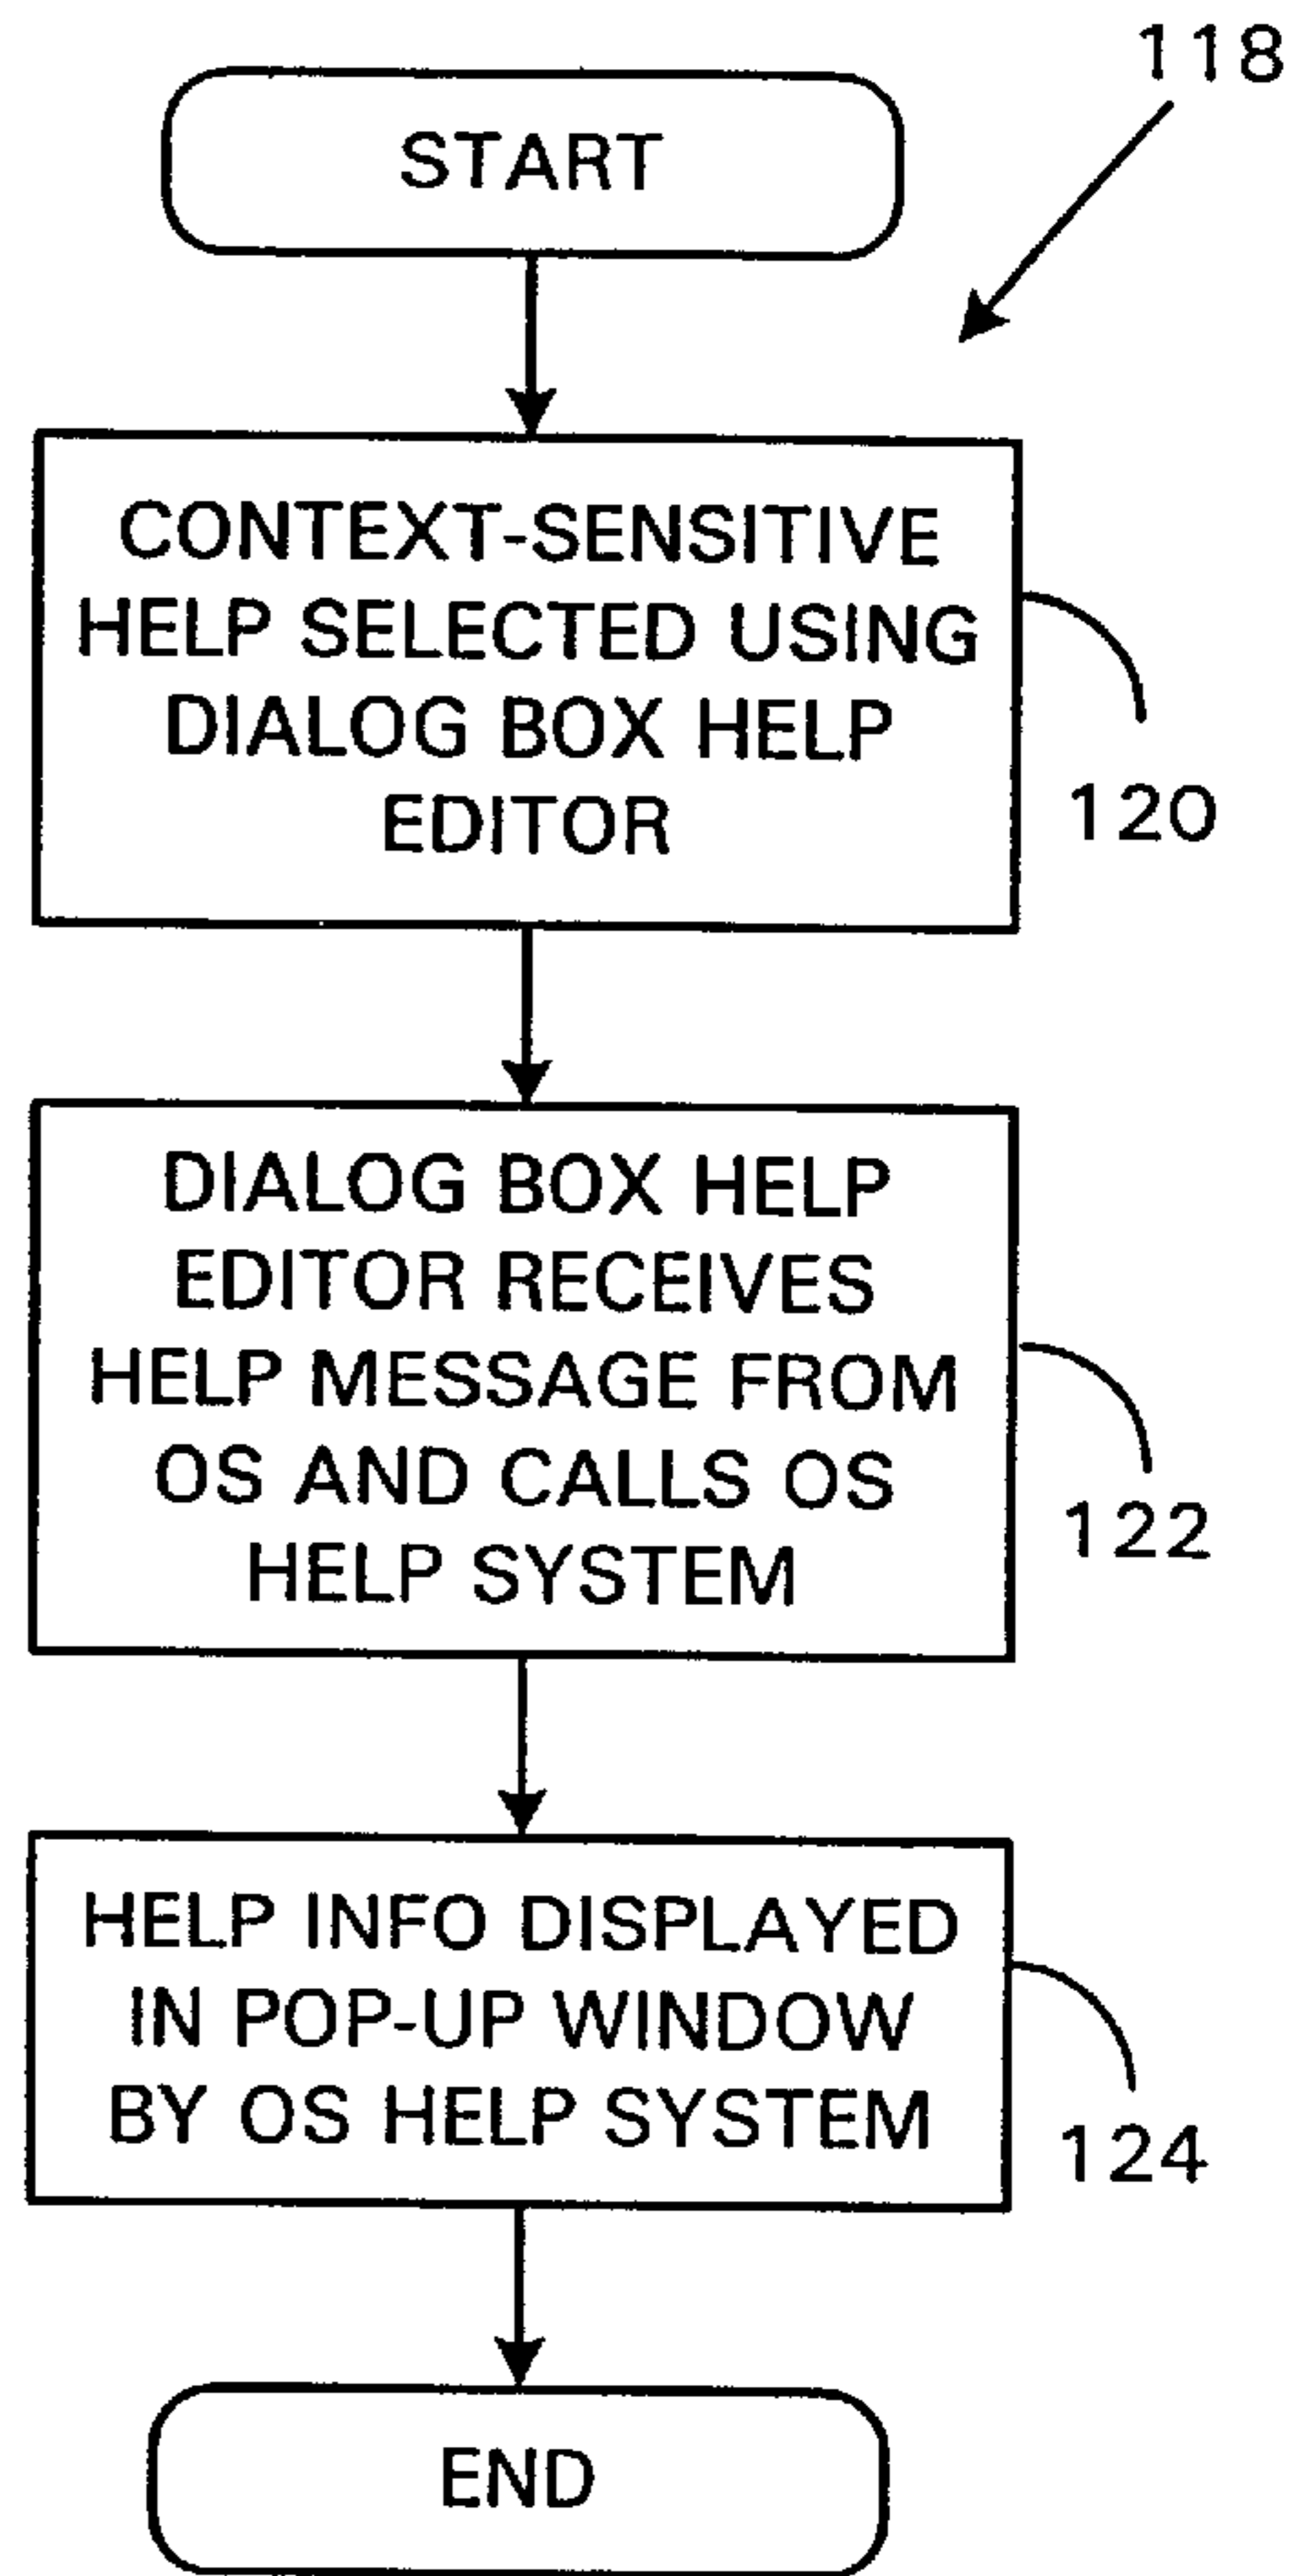 118
START
CONTEXT-SENSITIVE
HELP SELECTED USING
DIALOG BOX HELP
EDITOR
120
DIALOG BOX HELP
EDITOR RECEIVES
HELP MESSAGE FROM
OS AND CALLS OS
HELP SYSTEM
122
HELP INFO DISPLAYED
IN POP-UP WINDOW
BY OS HELP SYSTEM
124
END